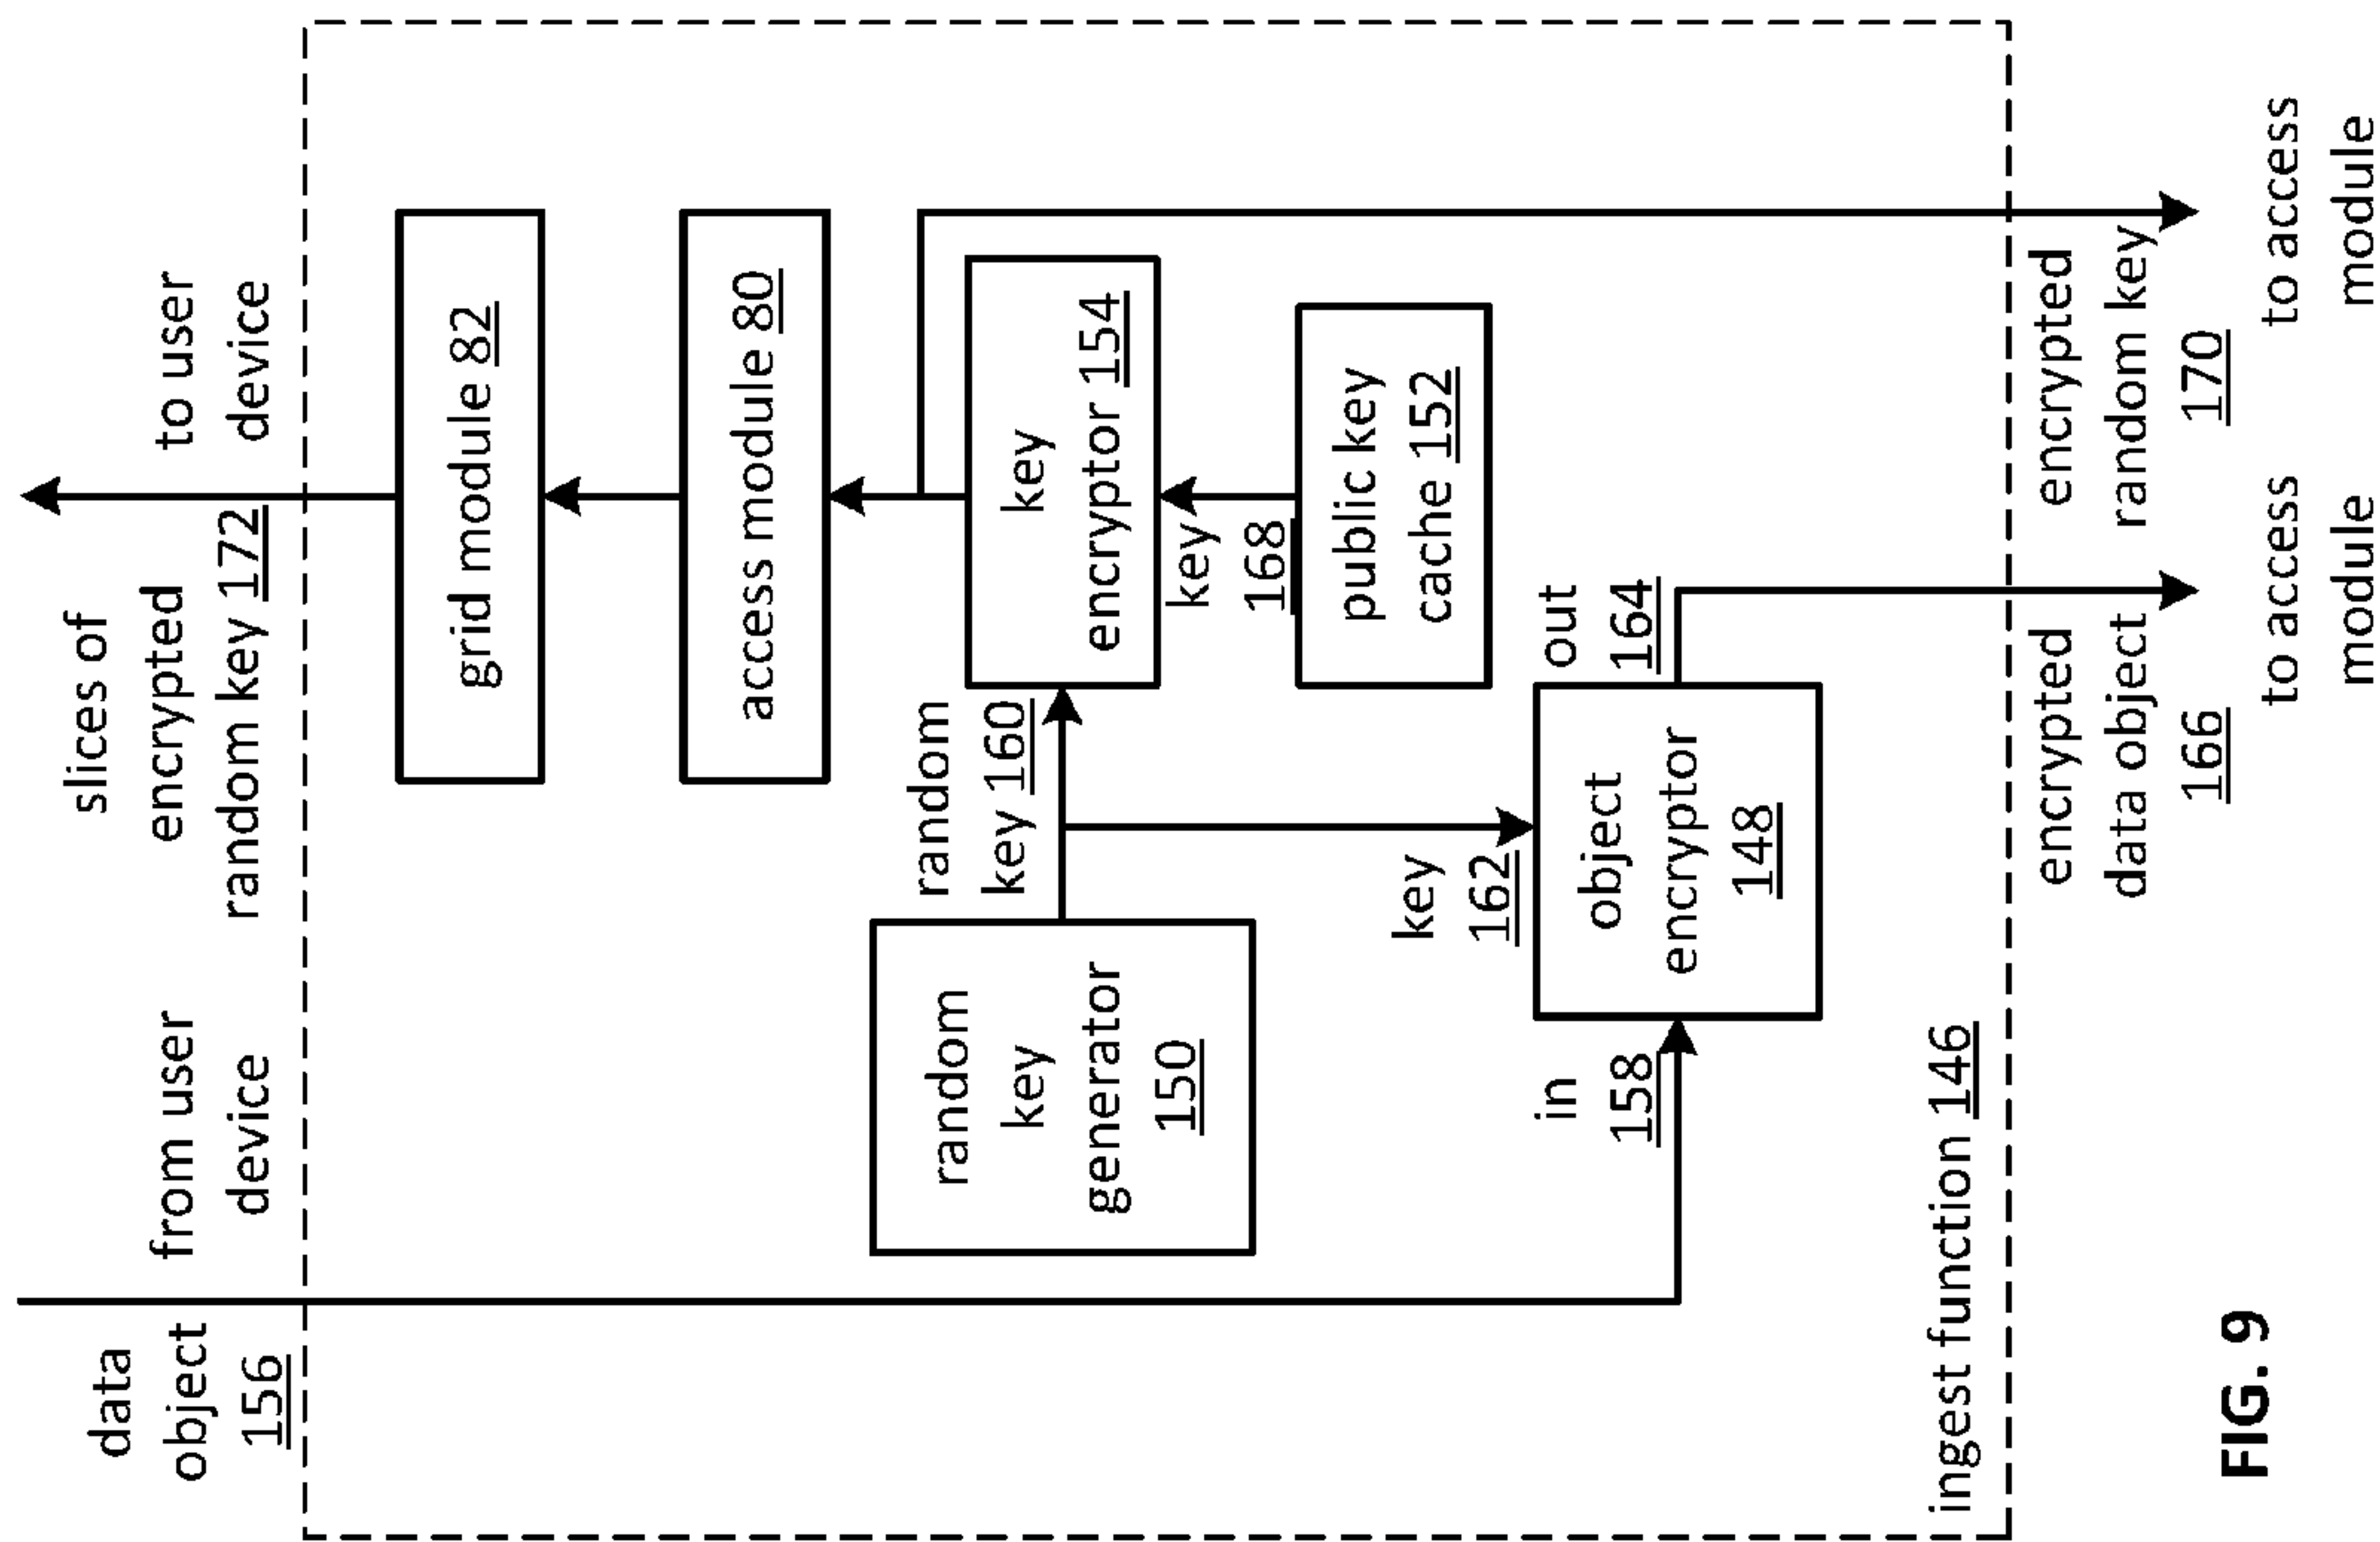 data
object
156
from user
device
slices of
encrypted
random key 172
to user
device
grid module 82
access module 80
random
key
generator
150
random
key 160
key
encryptor 154
key
168
public key
cache 152
key
162
in
158
object
encryptor
148
out
164
ingest function 146
encrypted
data object
166
encrypted
random key
170
to access
module
to access
module
FIG. 9